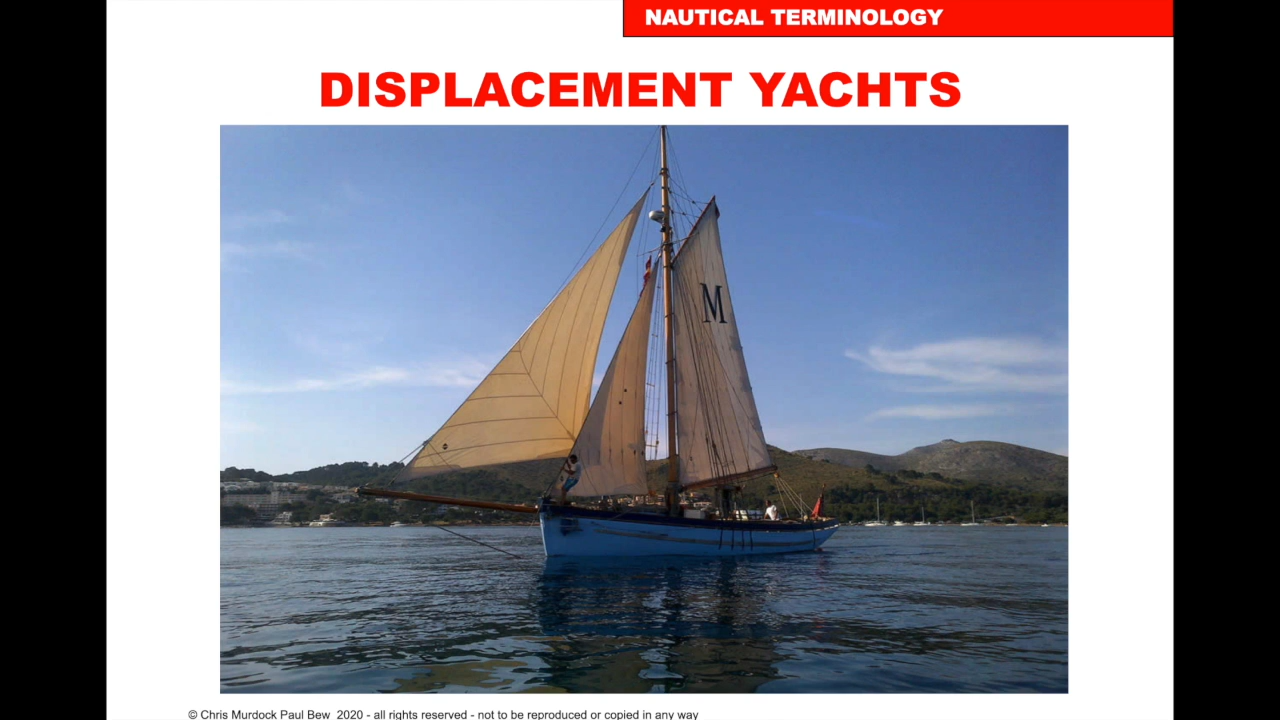 NAUTICAL TERMINOLOGY
DISPLACEMENT YACHTS
M
© Chris Murdock Paul Bew  2020 - all rights reserved - not to be reproduced or copied in any way